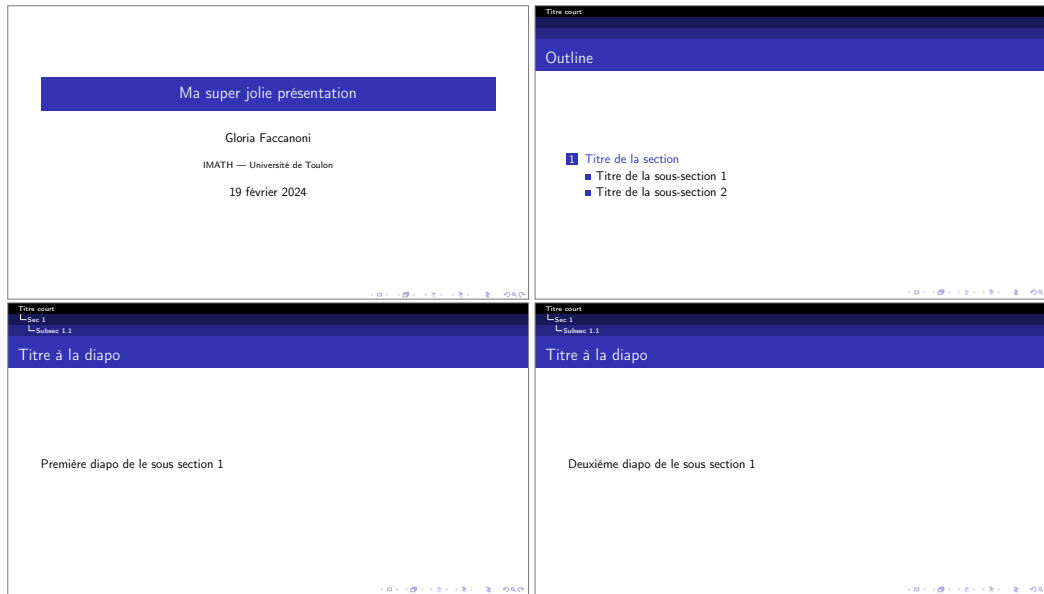 Ma super jolie présentation
Gloria Faccanoni
IMATH — Université de Toulon
19 février 2024
Titre court
Outline
1 Titre de la section
Titre de la sous-section 1
Titre de la sous-section 2
Titre court
Sec 1
Subsec 1.1
Titre à la diapo
Première diapo de le sous section 1
Titre court
Sec 1
Subsec 1.1
Titre à la diapo
Deuxième diapo de le sous section 1